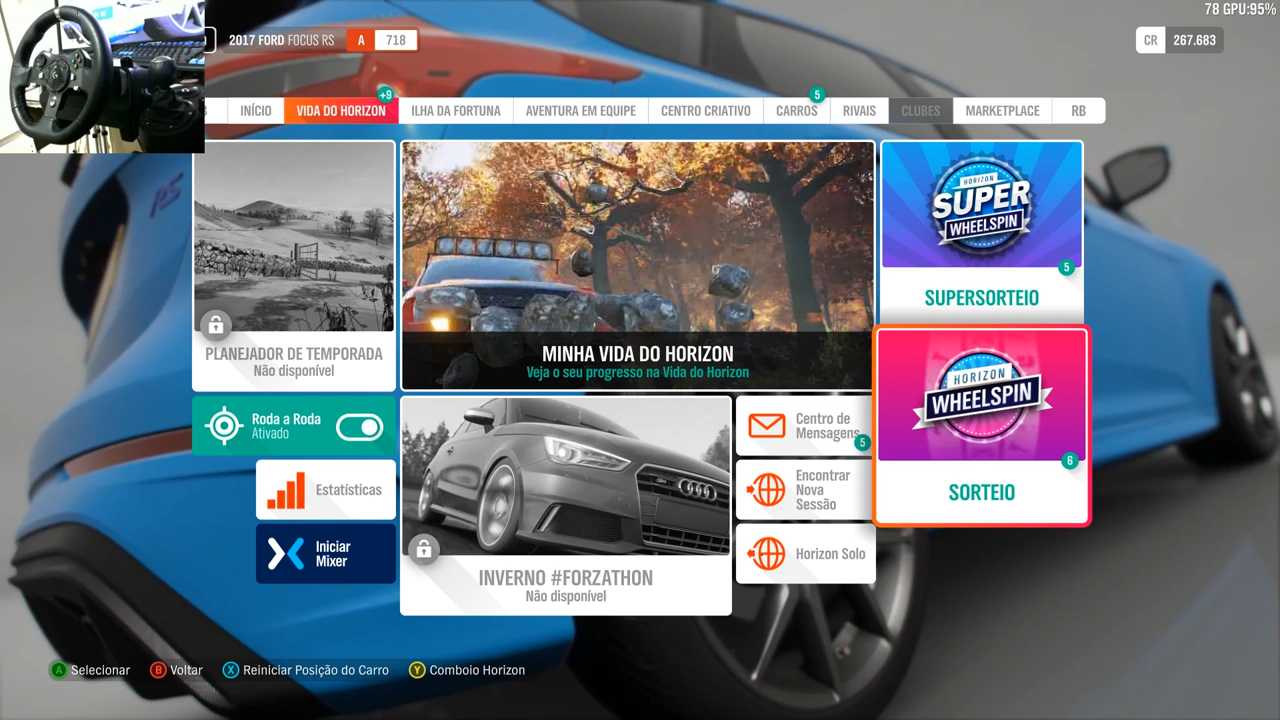 78 GPU:95%
2017 FORD FOCUS RS A 718
CR 267.683
+9
5
INÍCIO VIDA DO HORIZON ILHA DA FORTUNA AVENTURA EM EQUIPE CENTRO CRIATIVO CARROS RIVAIS CLUBES MARKETPLACE RB
RS
PLANEJADOR DE TEMPORADA
Não disponível
MINHA VIDA DO HORIZON
Veja o seu progresso na Vida do Horizon
HORIZON
SUPER
WHEELSPIN
5
SUPERSORTEIO
HORIZON
WHEELSPIN
6
SORTEIO
Roda a Roda
Ativado
Estatísticas
Iniciar
Mixer
INVERNO #FORZATHON
Não disponível
Centro de
Mensagens
5
Encontrar
Nova
Sessão
Horizon Solo
A Selecionar B Voltar X Reiniciar Posição do Carro Y Comboio Horizon